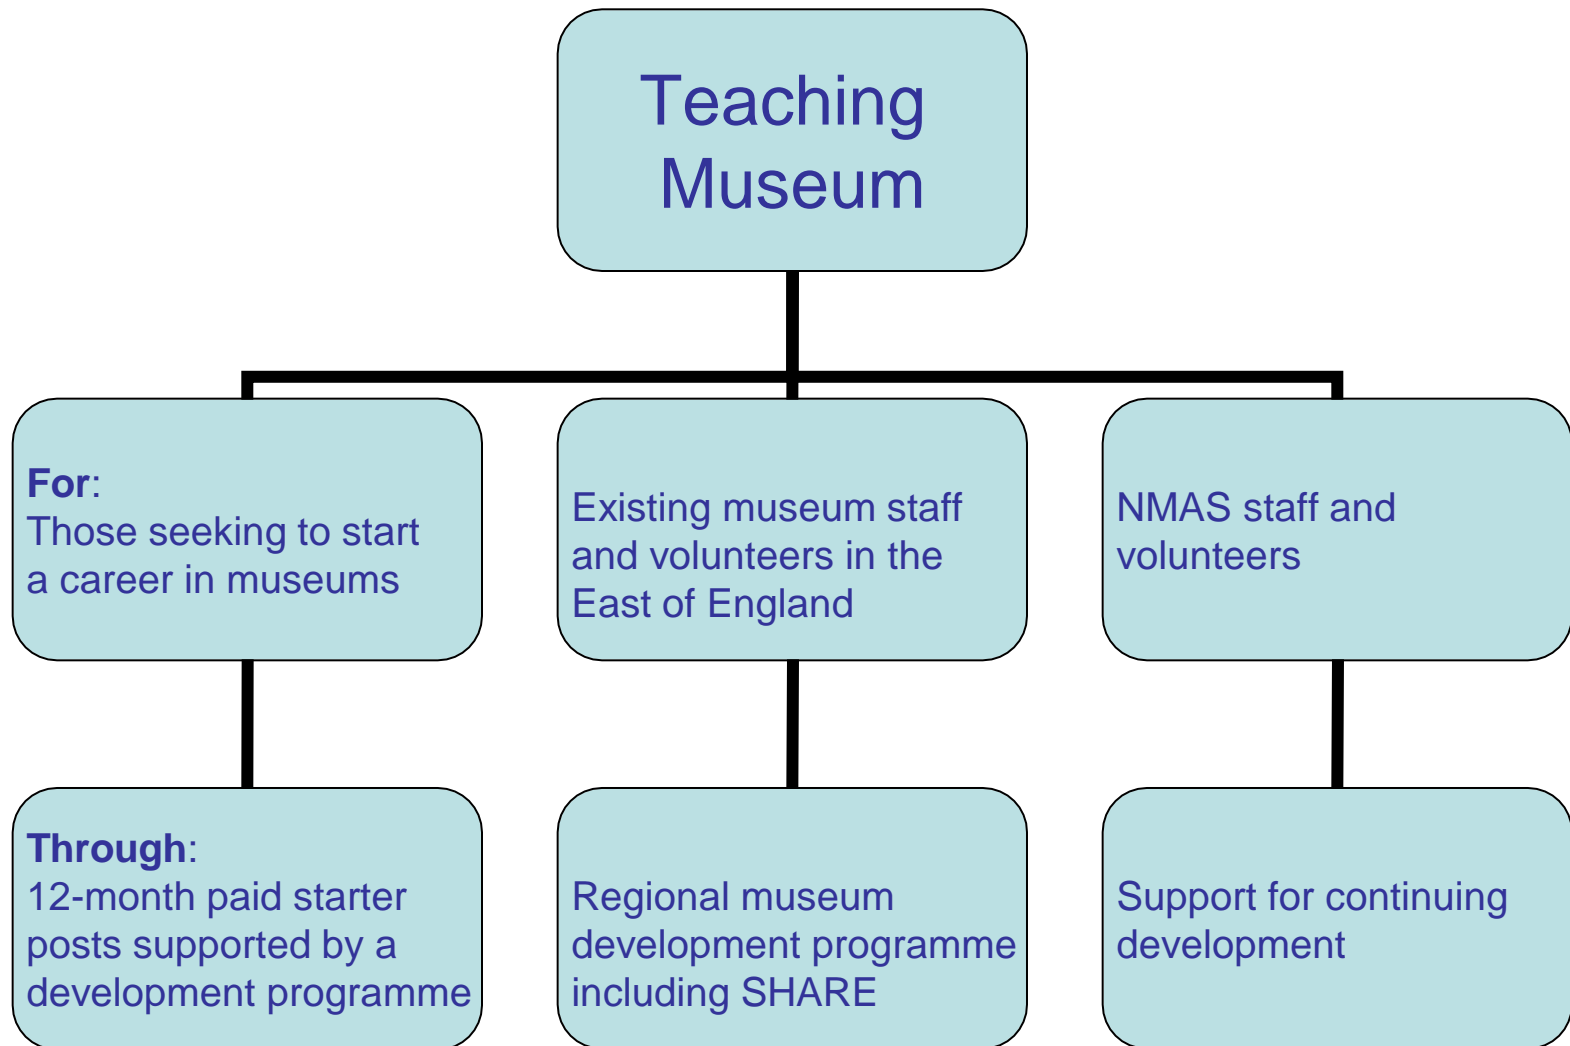 Teaching
Museum
For:
Those seeking to start
a career in museums
Existing museum staff
and volunteers in the
East of England
NMAS staff and
volunteers
Through:
12-month paid starter
posts supported by a
development programme
Regional museum
development programme
including SHARE
Support for continuing
development